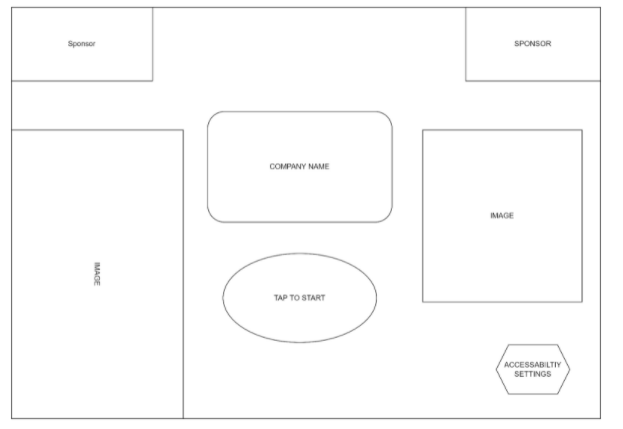 Sponsor
SPONSOR
COMPANY NAME
IMAGE
IMAGE
TAP TO START
ACCESSABILTIY
SETTINGS